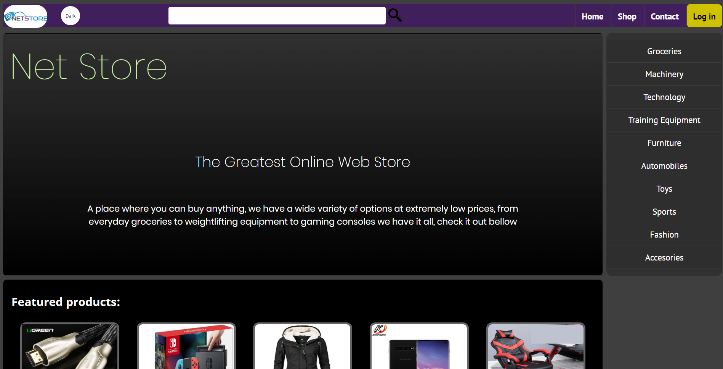 NETSTORE
Dark
Home
Shop
Contact
Log in
Net Store
The Greatest Online Web Store
A place where you can buy anything, we have a wide variety of options at extremely low prices, from
everyday groceries to weightlifting equipment to gaming consoles we have it all, check it out bellow
Groceries
Machinery
Technology
Training Equipment
Furniture
Automobiles
Toys
Sports
Fashion
Accesories
Featured products:
UGREEN